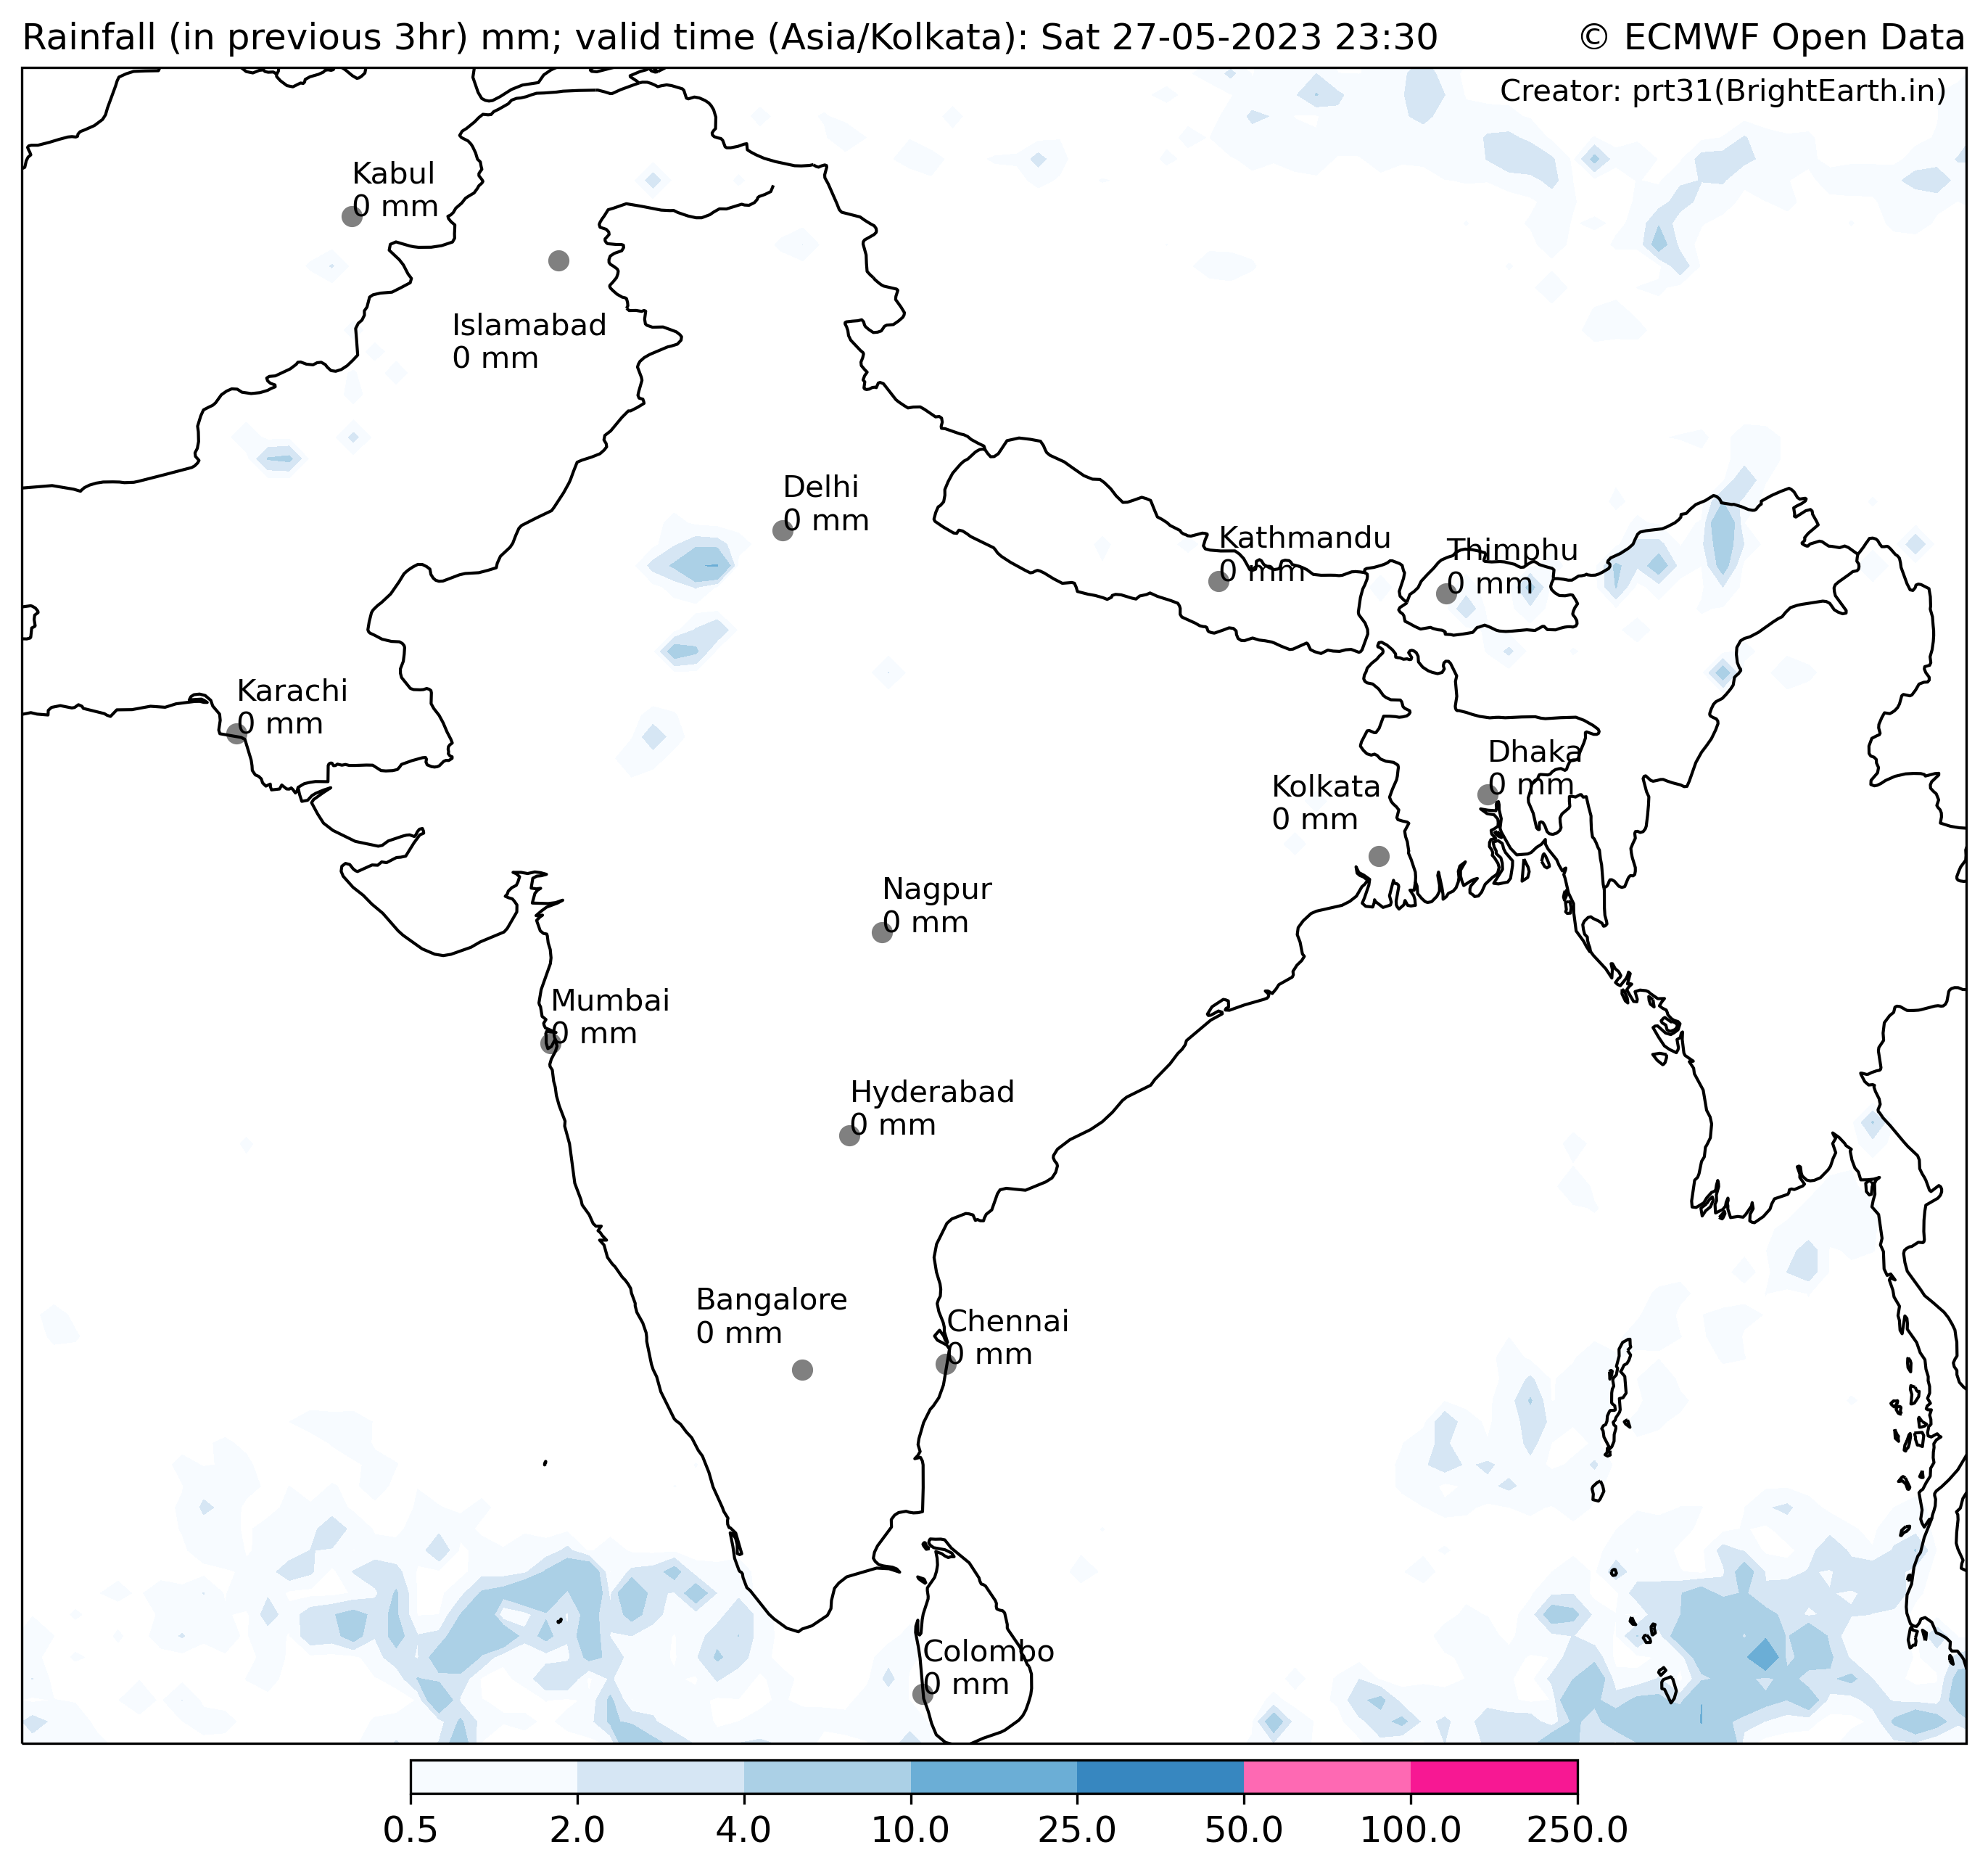 Rainfall (in previous 3hr) mm; valid time (Asia/Kolkata): Sat 27-05-2023 23:30
© ECMWF Open Data
Creator: prt31(BrightEarth.in)
Kabul
0 mm
Islamabad
0 mm
Delhi
0 mm
Kathmandu
0 mm
Thimphu
0 mm
Karachi
0 mm
Dhaka
0 mm
Kolkata
0 mm
Nagpur
0 mm
Mumbai
0 mm
Hyderabad
0 mm
Bangalore
0 mm
Chennai
0 mm
Colombo
0 mm
0.5 2.0 4.0 10.0 25.0 50.0 100.0 250.0